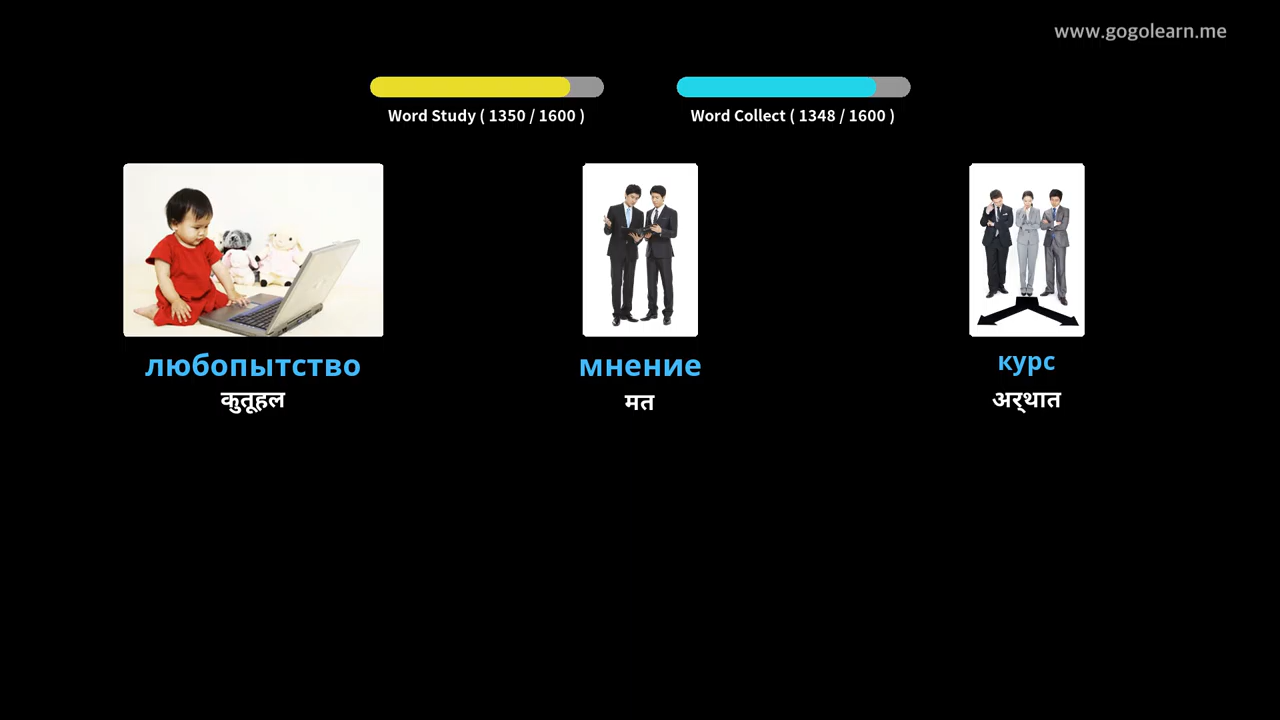 www.gogolearn.me
Word Study ( 1350 / 1600 )
Word Collect ( 1348 / 1600 )
любопытство
कुतूहल
мнение
मत
курс
अर्थात